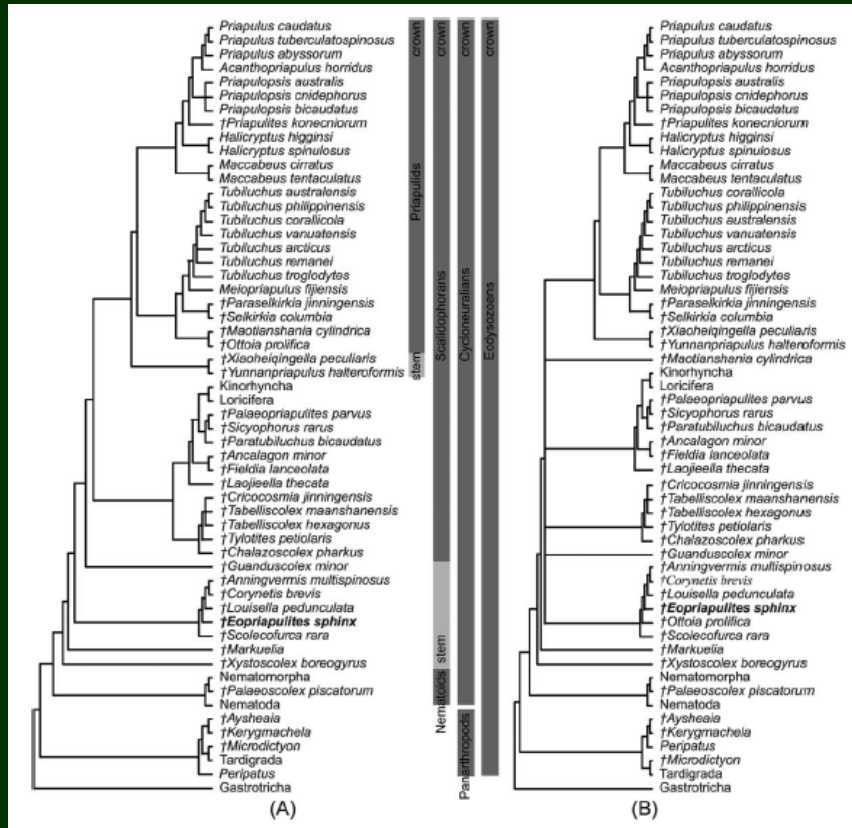 Priapulus caudatus
Priapulus tuberculatospinosus
Priapulus abyssorum
Acanthopriapulus horridus
Priapulopsis australis
Priapulopsis cnidephorus
Priapulopsis bicaudatus
†Priapulites konecniorum
Halicryptus higginsi
Halicryptus spinulosus
Maccabeus cirratus
Maccabeus tentaculatus
Tubiluchus australensis
Tubiluchus philippinensis
Tubiluchus corallicola
Tubiluchus vanuatensis
Tubiluchus arcticus
Tubiluchus remanei
Tubiluchus troglodytes
Meiopriapulus fijiensis
†Paraselkirkia jinningensis
†Selkirkia columbia
†Maotianshania cylindrica
†Ottoia prolifica
†Xiaoheiqingella peculiaris
†Yunnanpriapulus halteroformis
Kinorhyncha
Loricifera
†Palaeopriapulites parvus
†Sicyophorus rarus
†Paratubiluchus bicaudatus
†Ancalagon minor
†Fieldia lanceolata
†Laojieella thecata
†Cricocosmia jinningensis
†Tabelliscolex maanshanensis
†Tabelliscolex hexagonus
†Tylotites petiolaris
†Chalazoscolex pharkus
†Guanduscolex minor
†Anningvermis multispinosus
†Corynetis brevis
†Louisella pedunculata
†Eopriapulites sphinx
†Scolecofurca rara
†Markuelia
†Xystoscolex boreogyrus
Nematomorpha
†Palaeoscolex piscatorum
Nematoda
†Aysheaia
†Kerygmachela
†Microdictyon
Tardigrada
Peripatus
Gastrotricha
(A)
crown
Priapulids
stem
crown
Scalidophorans
stem
Nematoids
crown
Cycloneuralians
Panarthropods
crown
Ecdysozoans
Priapulus caudatus
Priapulus tuberculatospinosus
Priapulus abyssorum
Acanthopriapulus horridus
Priapulopsis australis
Priapulopsis cnidephorus
Priapulopsis bicaudatus
†Priapulites konecniorum
Halicryptus higginsi
Halicryptus spinulosus
Maccabeus cirratus
Maccabeus tentaculatus
Tubiluchus corallicola
Tubiluchus philippinensis
Tubiluchus australensis
Tubiluchus vanuatensis
Tubiluchus arcticus
Tubiluchus remanei
Tubiluchus troglodytes
Meiopriapulus fijiensis
†Paraselkirkia jinningensis
†Selkirkia columbia
†Xiaoheiqingella peculiaris
†Yunnanpriapulus halteroformis
†Maotianshania cylindrica
Kinorhyncha
Loricifera
†Palaeopriapulites parvus
†Sicyophorus rarus
†Paratubiluchus bicaudatus
†Ancalagon minor
†Fieldia lanceolata
†Laojieella thecata
†Cricocosmia jinningensis
†Tabelliscolex maanshanensis
†Tabelliscolex hexagonus
†Tylotites petiolaris
†Chalazoscolex pharkus
†Guanduscolex minor
†Anningvermis multispinosus
†Corynetis brevis
†Louisella pedunculata
†Eopriapulites sphinx
†Ottoia prolifica
†Scolecofurca rara
†Markuelia
†Xystoscolex boreogyrus
Nematomorpha
†Palaeoscolex piscatorum
Nematoda
†Aysheaia
†Kerygmachela
Peripatus
†Microdictyon
Tardigrada
Gastrotricha
(B)